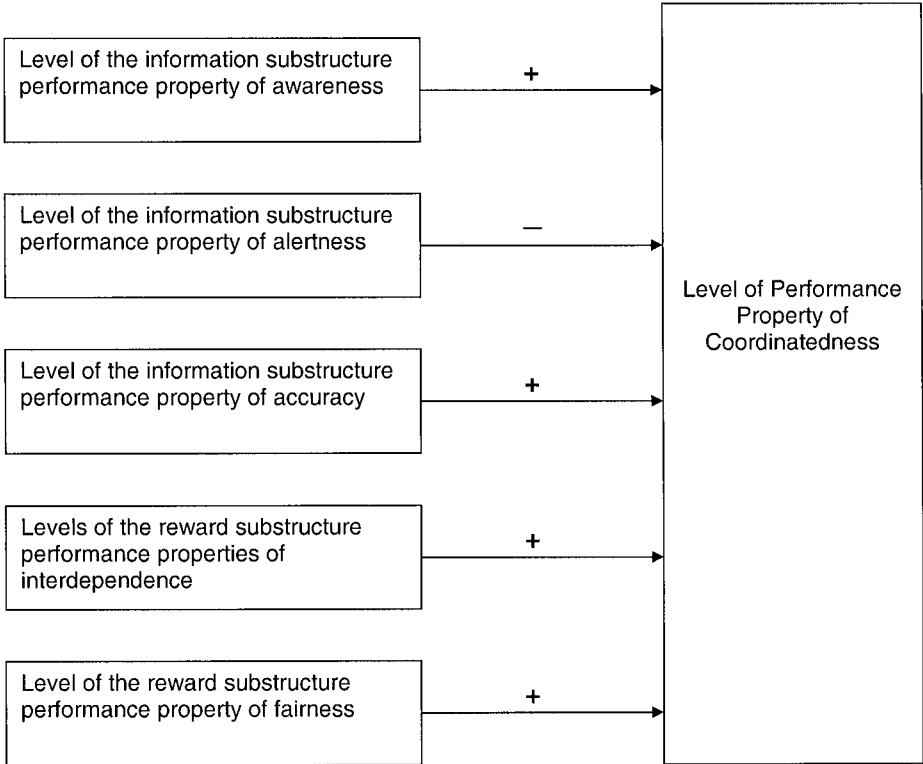 Level of the information substructure
performance property of awareness
+
Level of the information substructure
performance property of alertness
—
Level of Performance
Property of
Coordinatedness
Level of the information substructure
performance property of accuracy
+
Levels of the reward substructure
performance properties of
interdependence
+
Level of the reward substructure
performance property of fairness
+